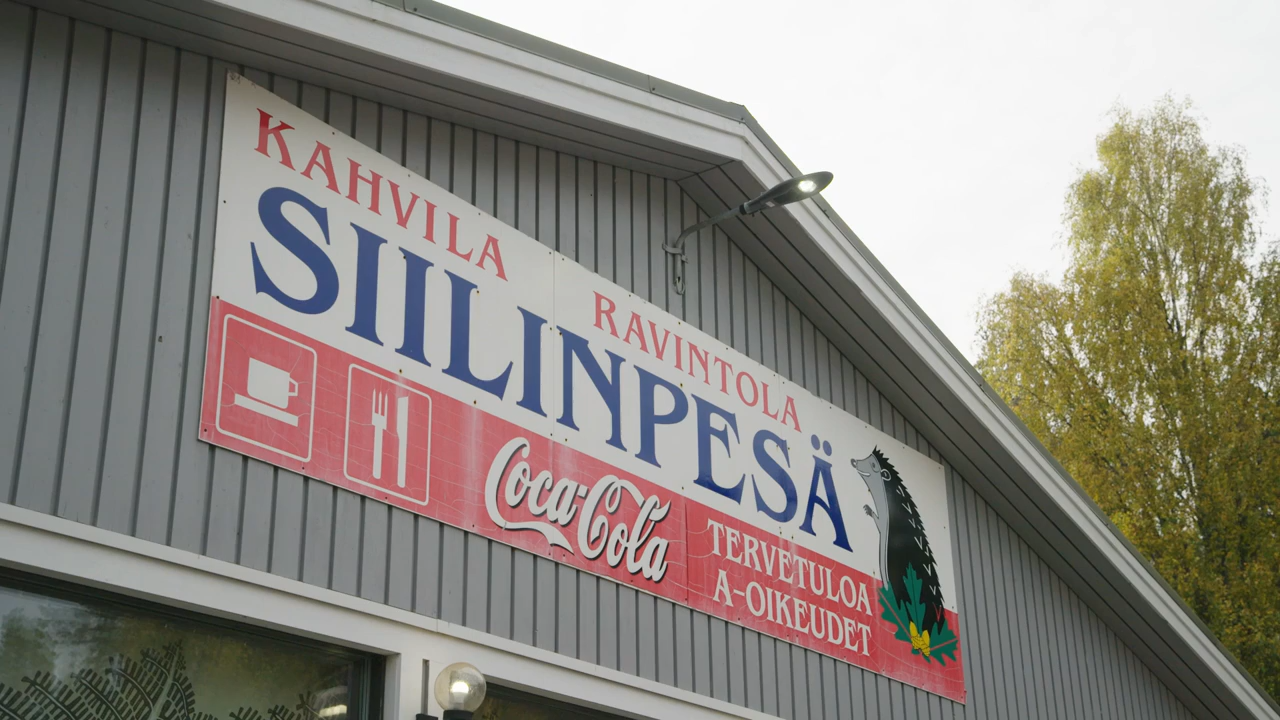 KAHVILA
RAVINTOLA
SIILINPESÄ
Coca-Cola
TERVETULOA
A-OIKEUDET